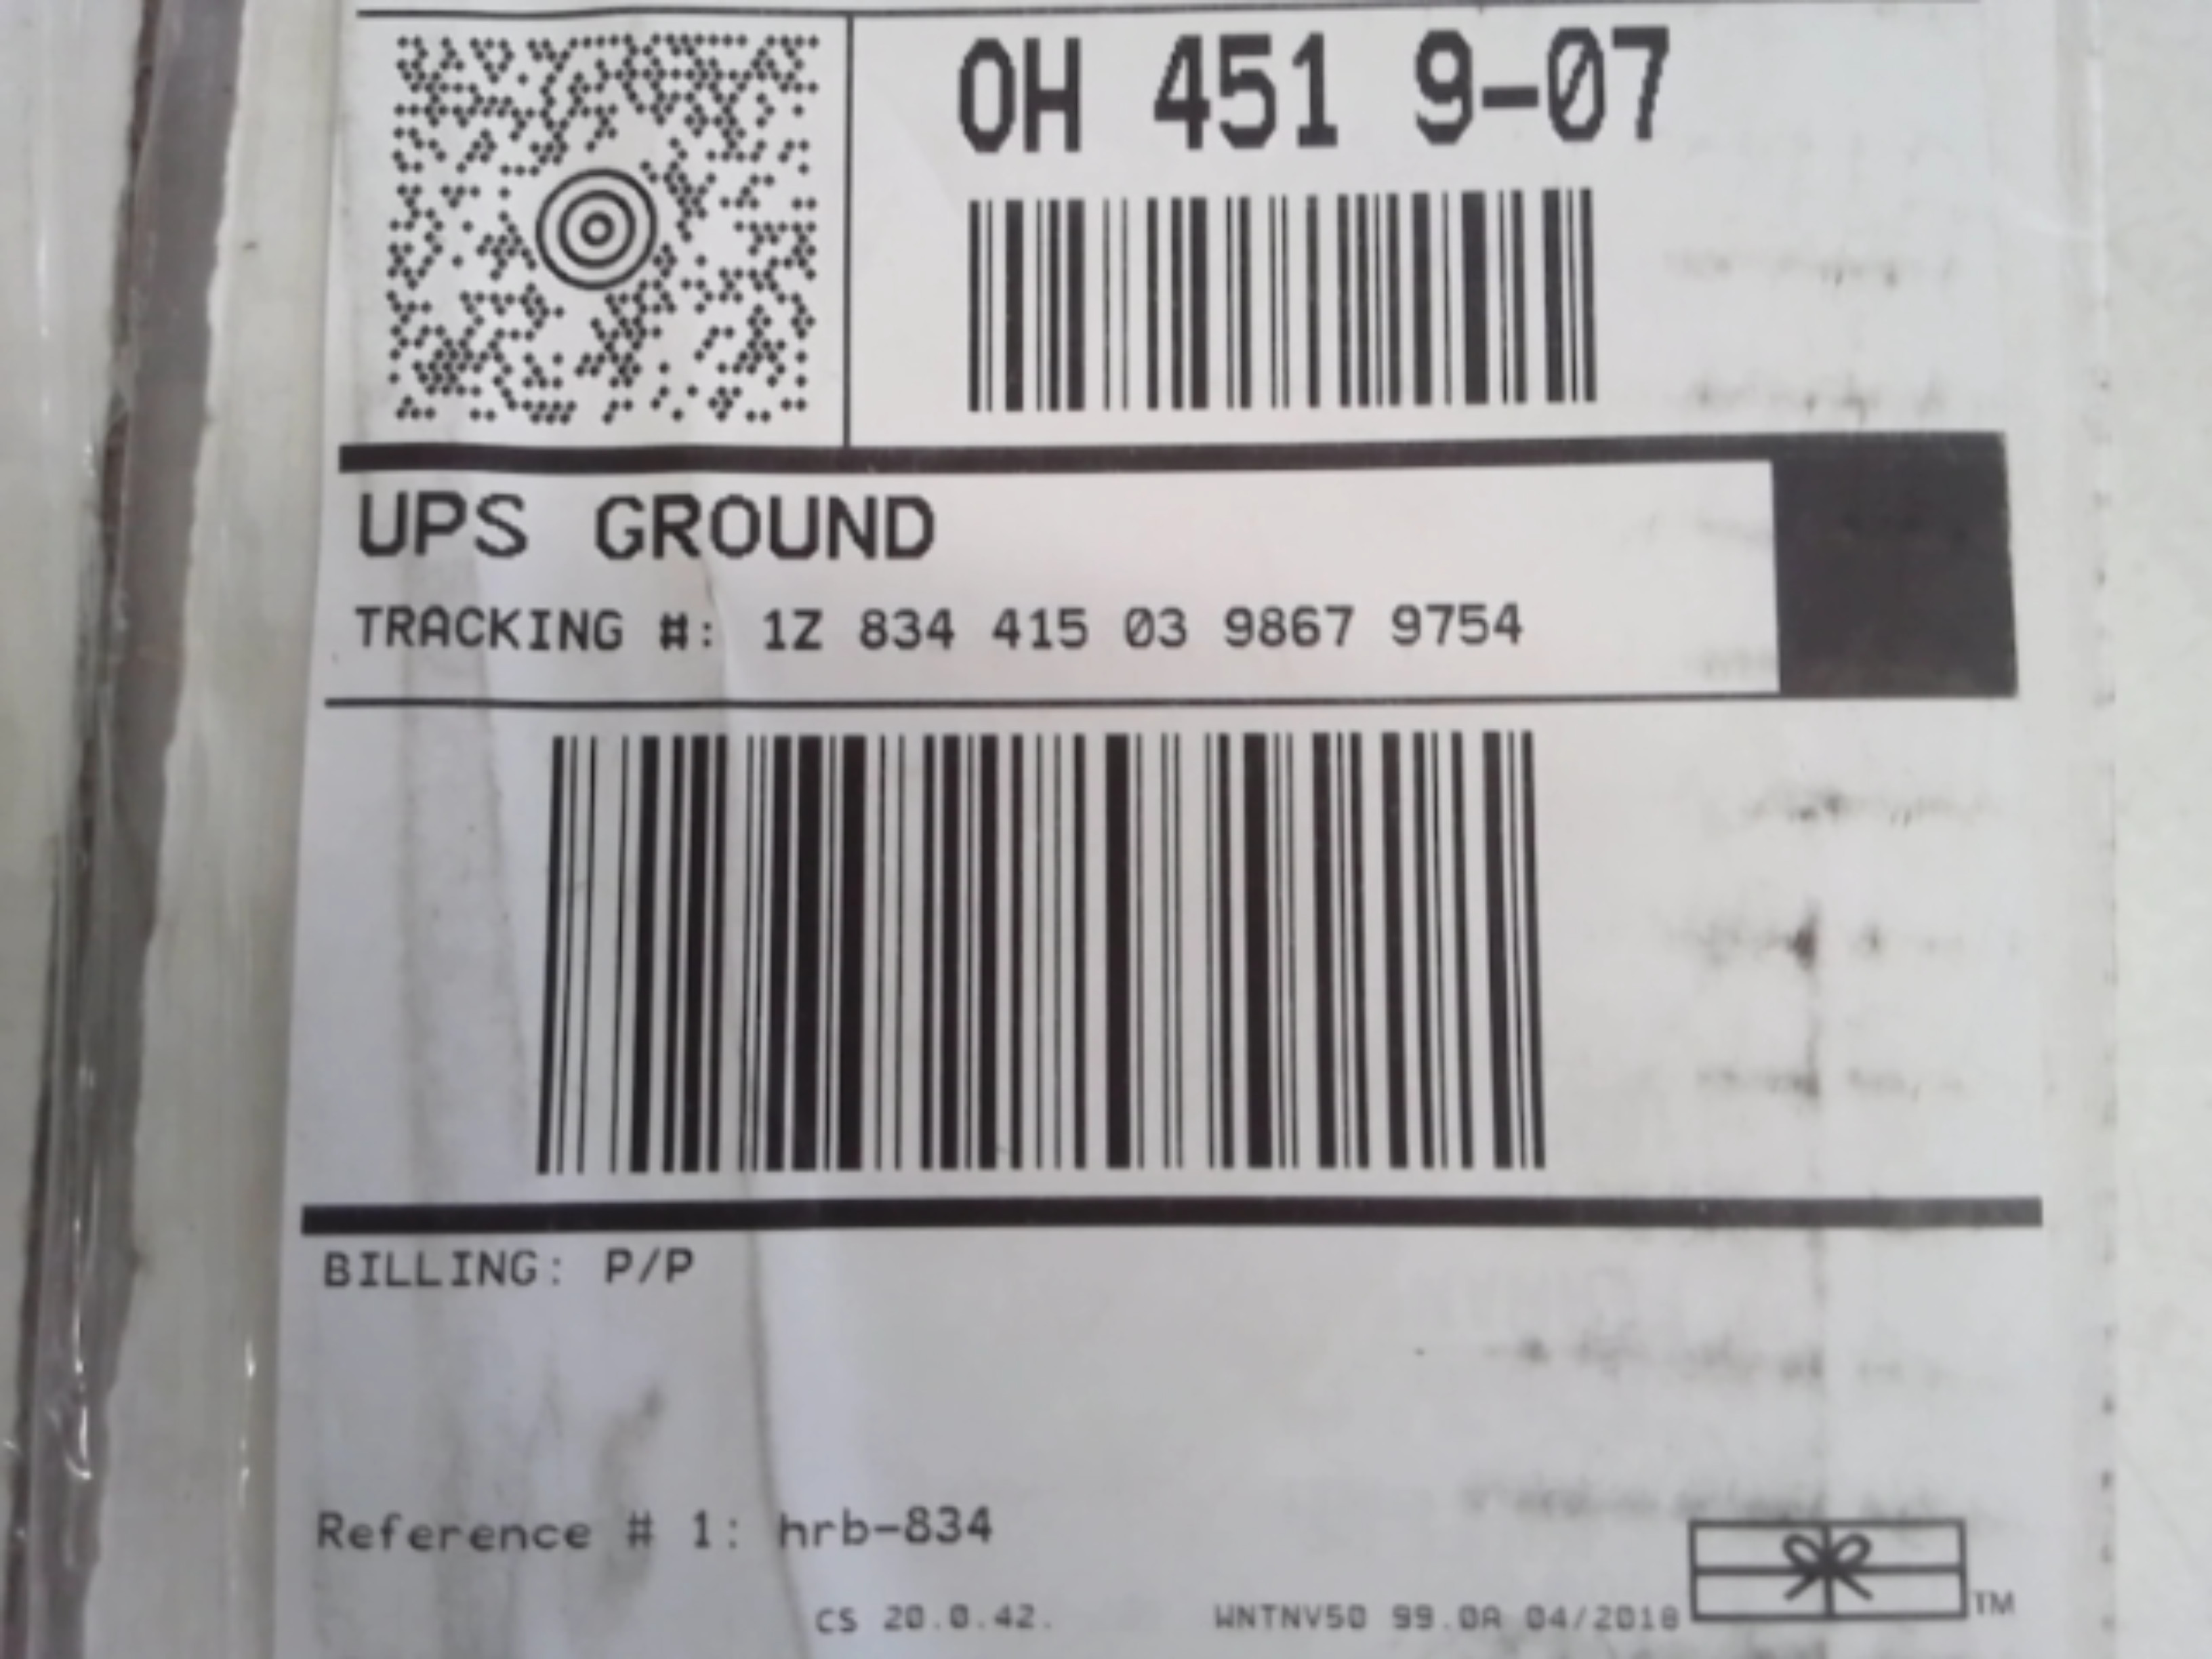 OH 451 9-07
UPS GROUND
TRACKING #: 1Z 834 415 03 9867 9754
BILLING: P/P
Reference # 1: hrb-834
CS 20.0.42. WNTNV50 99.0A 04/2018
TM